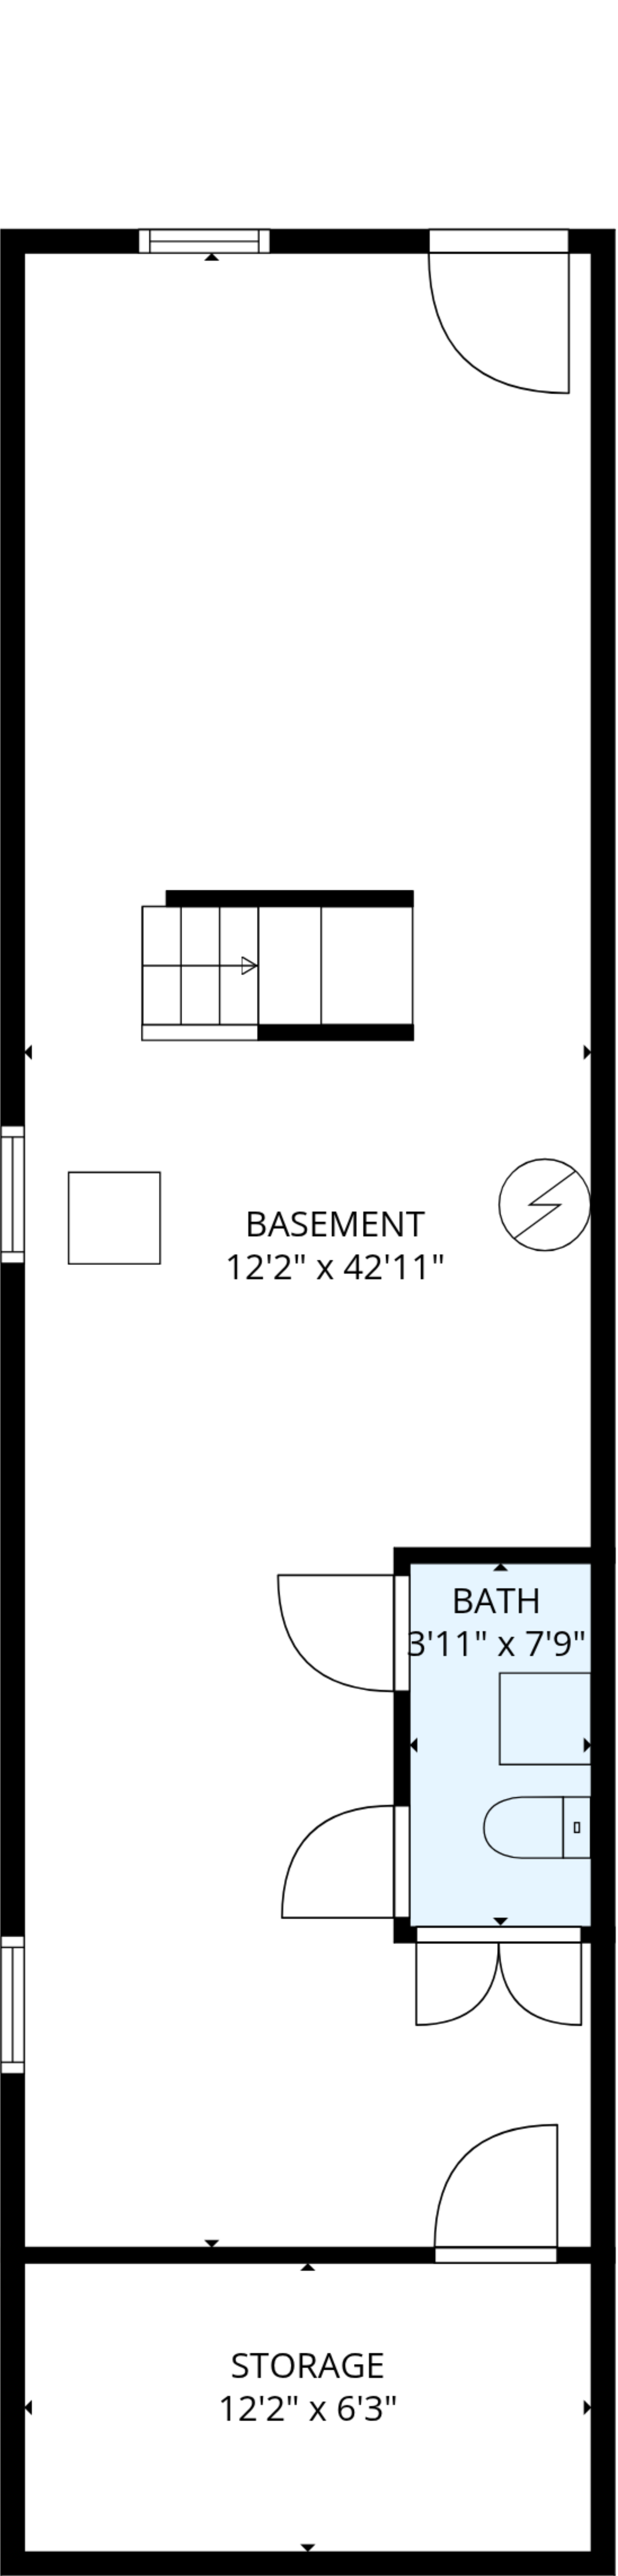 BASEMENT
12'2" x 42'11"
BATH
3'11" x 7'9"
STORAGE
12'2" x 6'3"